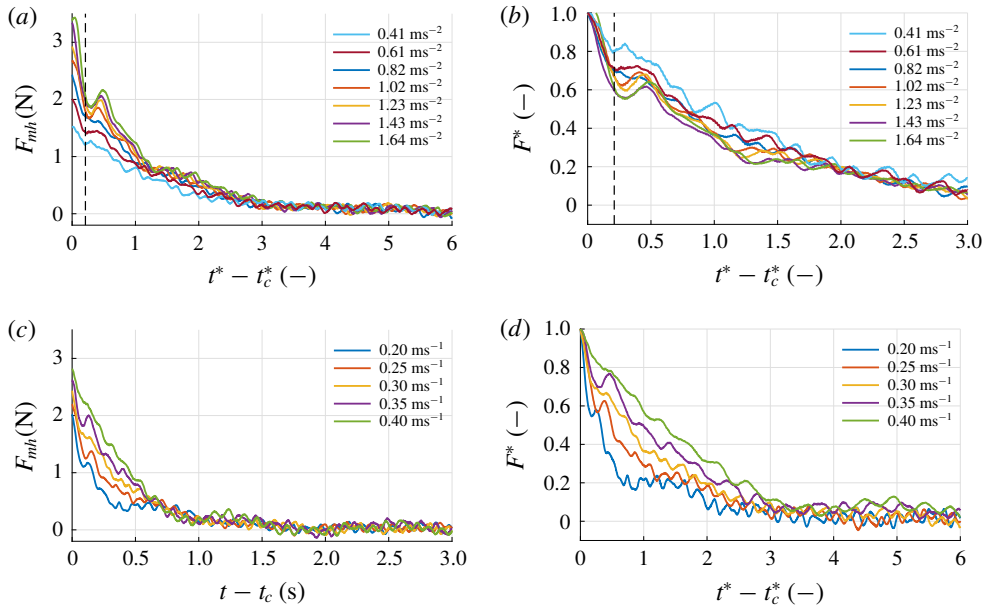 (a)
3
2
1
0
F_mh (N)
0.41 ms⁻²
0.61 ms⁻²
0.82 ms⁻²
1.02 ms⁻²
1.23 ms⁻²
1.43 ms⁻²
1.64 ms⁻²
0 1 2 3 4 5 6
t* − t*_c (–)
(b)
1.0
0.8
0.6
0.4
0.2
0
F* (–)
0.41 ms⁻²
0.61 ms⁻²
0.82 ms⁻²
1.02 ms⁻²
1.23 ms⁻²
1.43 ms⁻²
1.64 ms⁻²
0 0.5 1.0 1.5 2.0 2.5 3.0
t* − t*_c (–)
(c)
3
2
1
0
F_mh (N)
0.20 ms⁻¹
0.25 ms⁻¹
0.30 ms⁻¹
0.35 ms⁻¹
0.40 ms⁻¹
0 0.5 1.0 1.5 2.0 2.5 3.0
t − t_c (s)
(d)
1.0
0.8
0.6
0.4
0.2
0
F* (–)
0.20 ms⁻¹
0.25 ms⁻¹
0.30 ms⁻¹
0.35 ms⁻¹
0.40 ms⁻¹
0 1 2 3 4 5 6
t* − t*_c (–)